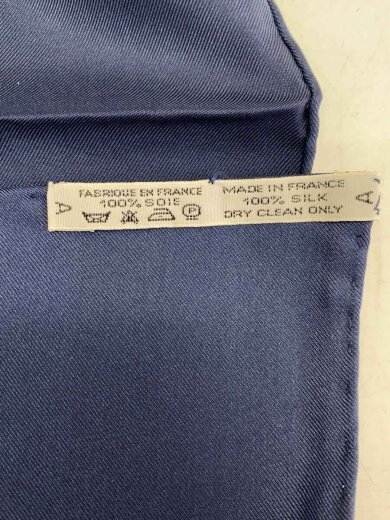 A
FABRIQUE EN FRANCE
100% SOIE
P
MADE IN FRANCE
100% SILK
DRY CLEAN ONLY
A